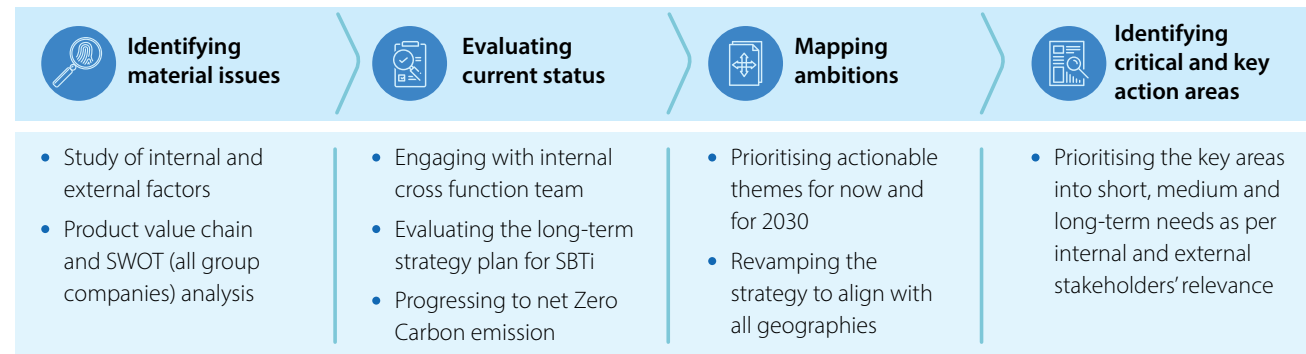 Identifying
material issues
Evaluating
current status
Mapping
ambitions
Identifying
critical and key
action areas
• Study of internal and
external factors
• Product value chain
and SWOT (all group
companies) analysis
• Engaging with internal
cross function team
• Evaluating the long-term
strategy plan for SBTi
• Progressing to net Zero
Carbon emission
• Prioritising actionable
themes for now and
for 2030
• Revamping the
strategy to align with
all geographies
• Prioritising the key areas
into short, medium and
long-term needs as per
internal and external
stakeholders’ relevance